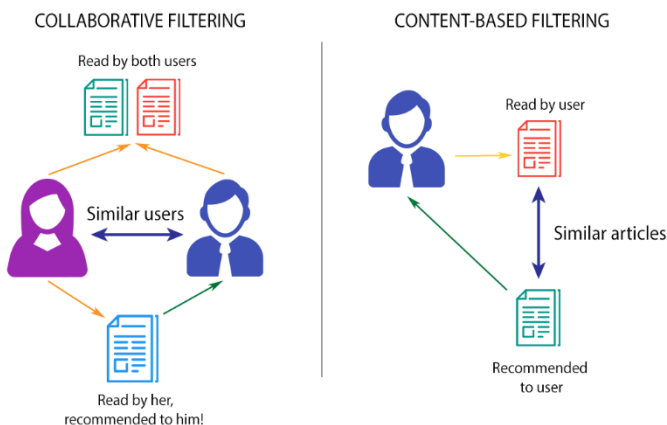 COLLABORATIVE FILTERING
Read by both users
Similar users
Read by her,
recommended to him!
CONTENT-BASED FILTERING
Read by user
Similar articles
Recommended
to user